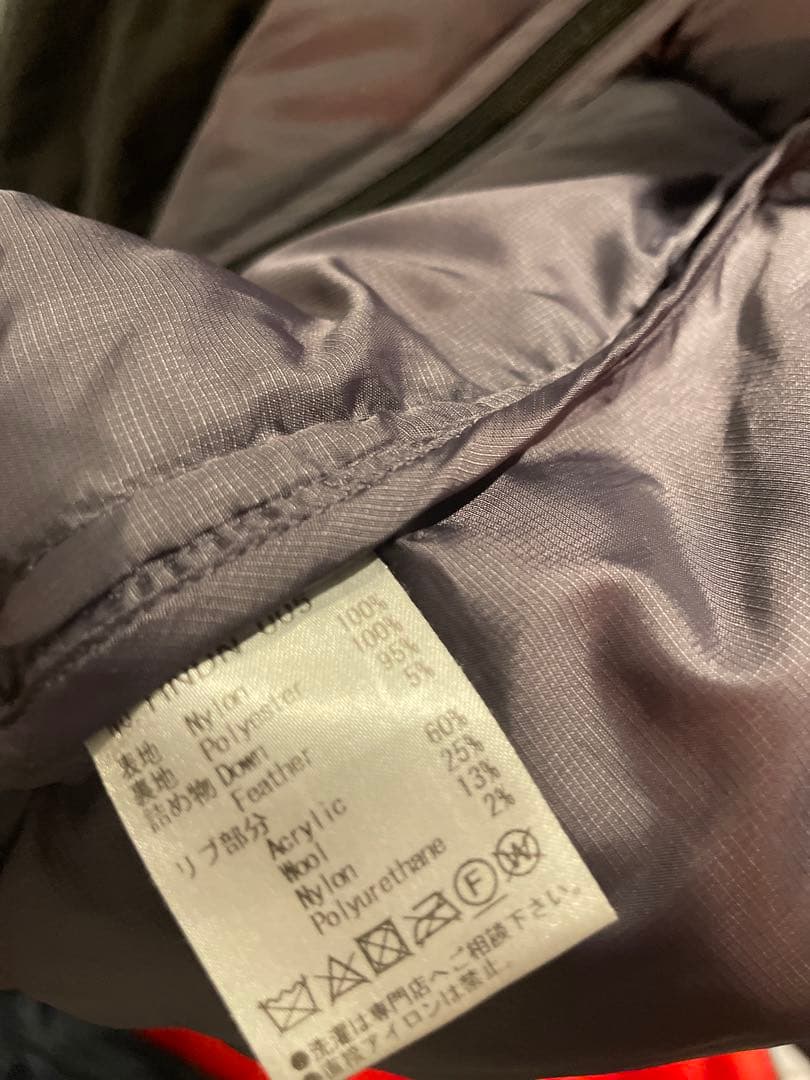 005
表地 Nylon 100%
裏地 Polyester 100%
詰め物 Down 95%
Feather 5%
リブ部分
Acrylic 60%
Wool 25%
Nylon 13%
Polyurethane 2%
F W
●洗濯は専門店へご相談下さい。
●直接アイロンは禁止